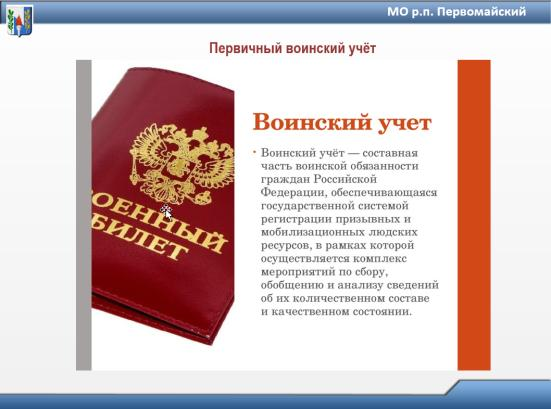 МО р.п. Первомайский
Первичный воинский учёт
ВОЕННЫЙ
БИЛЕТ
Воинский учет
• Воинский учёт — составная
часть воинской обязанности
граждан Российской
Федерации, обеспечивающаяся
государственной системой
регистрации призывных и
мобилизационных людских
ресурсов, в рамках которой
осуществляется комплекс
мероприятий по сбору,
обобщению и анализу сведений
об их количественном составе
и качественном состоянии.